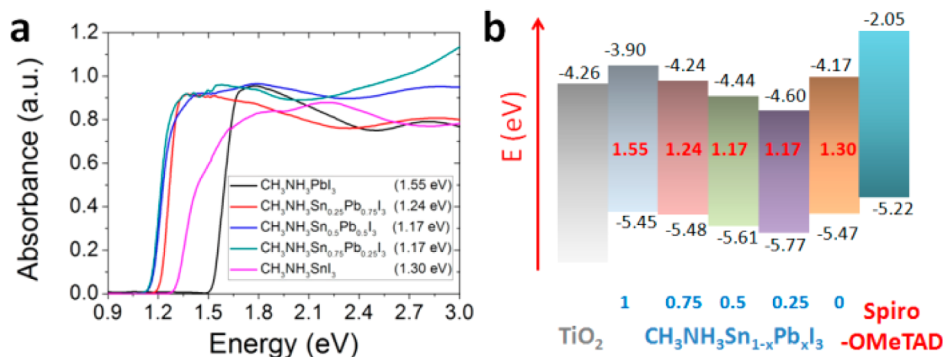 a
Absorbance (a.u.)
1.2
1.0
0.8
0.6
0.4
0.2
0.0
CH₃NH₃PbI₃ (1.55 eV)
CH₃NH₃Sn₀.₂₅Pb₀.₇₅I₃ (1.24 eV)
CH₃NH₃Sn₀.₅Pb₀.₅I₃ (1.17 eV)
CH₃NH₃Sn₀.₇₅Pb₀.₂₅I₃ (1.17 eV)
CH₃NH₃SnI₃ (1.30 eV)
0.9 1.2 1.5 1.8 2.1 2.4 2.7 3.0
Energy (eV)
b
E (eV)
-4.26 -3.90 -4.24 -4.44 -4.60 -4.17 -2.05
1.55 1.24 1.17 1.17 1.30
-5.45 -5.48 -5.61 -5.77 -5.47 -5.22
1 0.75 0.5 0.25 0
TiO₂ CH₃NH₃Sn₁₋ₓPbₓI₃
Spiro
-OMeTAD